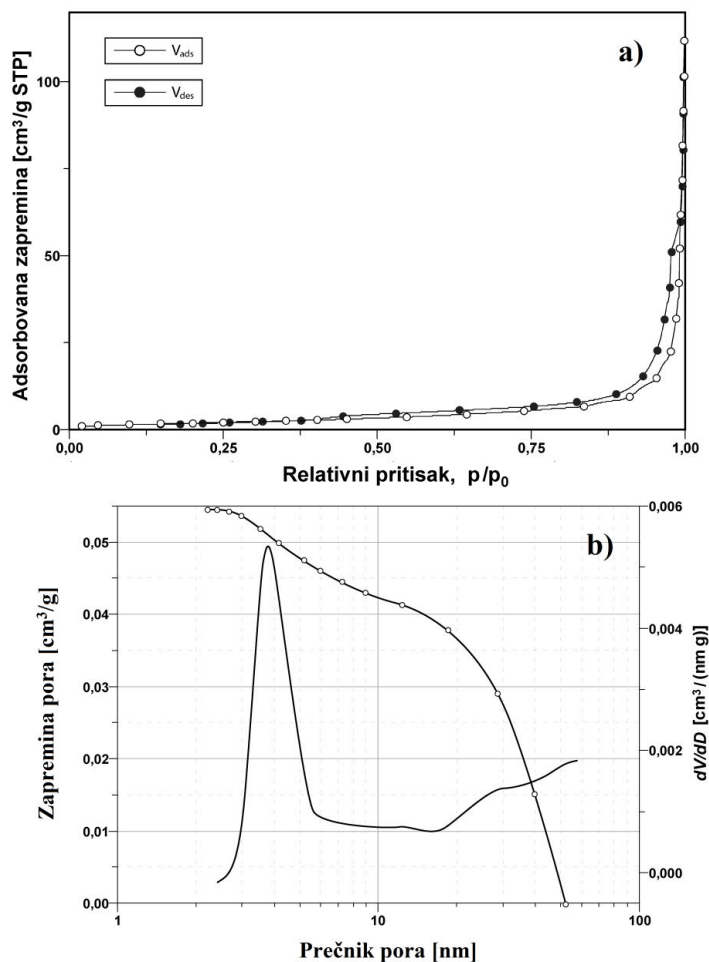 a)
V_ads
V_des
Adsorbovana zapremina [cm³/g STP]
100
50
0
0,00 0,25 0,50 0,75 1,00
Relativni pritisak, p/p₀
b)
Zapremina pora [cm³/g]
0,05
0,04
0,03
0,02
0,01
0,00
0,006
0,004
0,002
0,000
dV/dD [cm³/(nm g)]
1 10 100
Prečnik pora [nm]